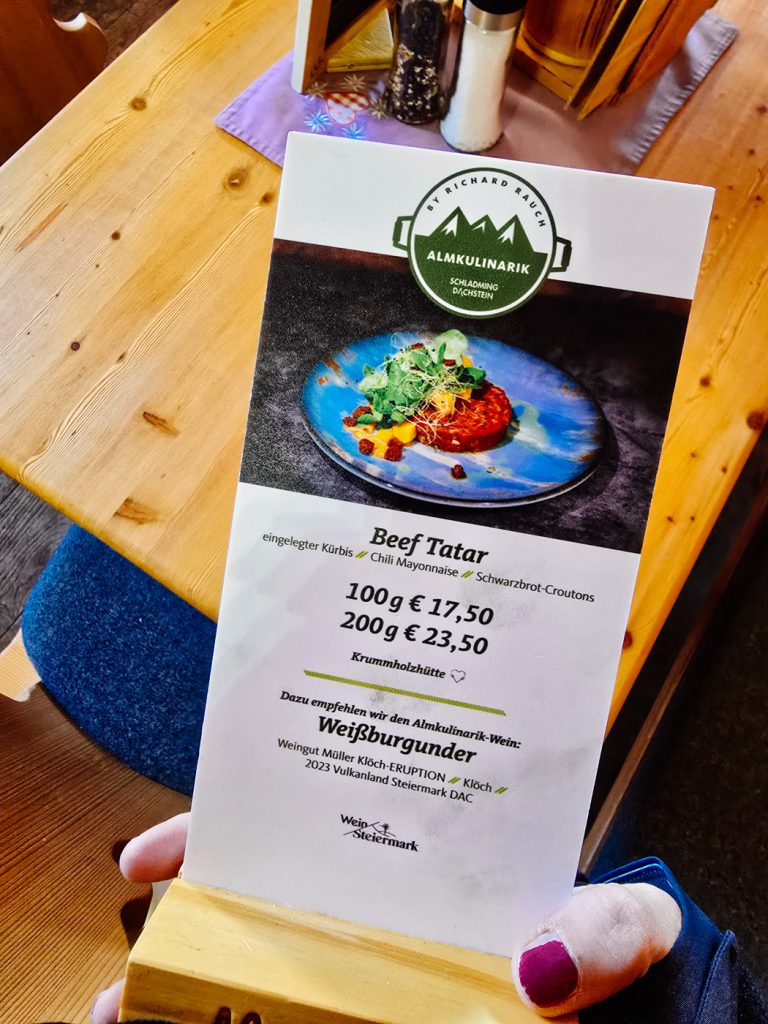 BY RICHARD RAUCH
ALMKULINARIK
SCHLADMING
DACHSTEIN
Beef Tatar
eingelegter Kürbis // Chili Mayonnaise // Schwarzbrot-Croutons
100g € 17,50
200g € 23,50
Krummholzhütte
Dazu empfehlen wir den Almkulinarik-Wein:
Weißburgunder
Weingut Müller Klöch-ERUPTION // Klöch //
2023 Vulkanland Steiermark DAC
Wein
Steiermark